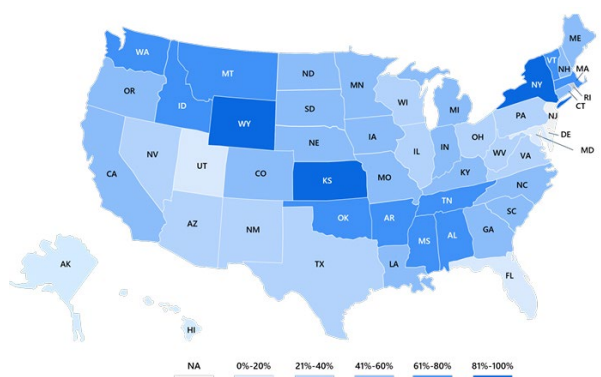 ME
WA
VT
MT
ND
NH
MA
MN
OR
NY
ID
WI
SD
RI
MI
CT
WY
PA
NJ
IA
NE
OH
DE
IL
IN
NV
MD
UT
WV
VA
CO
CA
KS
MO
KY
NC
TN
OK
AR
SC
AZ
NM
MS
AL
GA
TX
LA
AK
FL
HI
NA 0%-20% 21%-40% 41%-60% 61%-80% 81%-100%